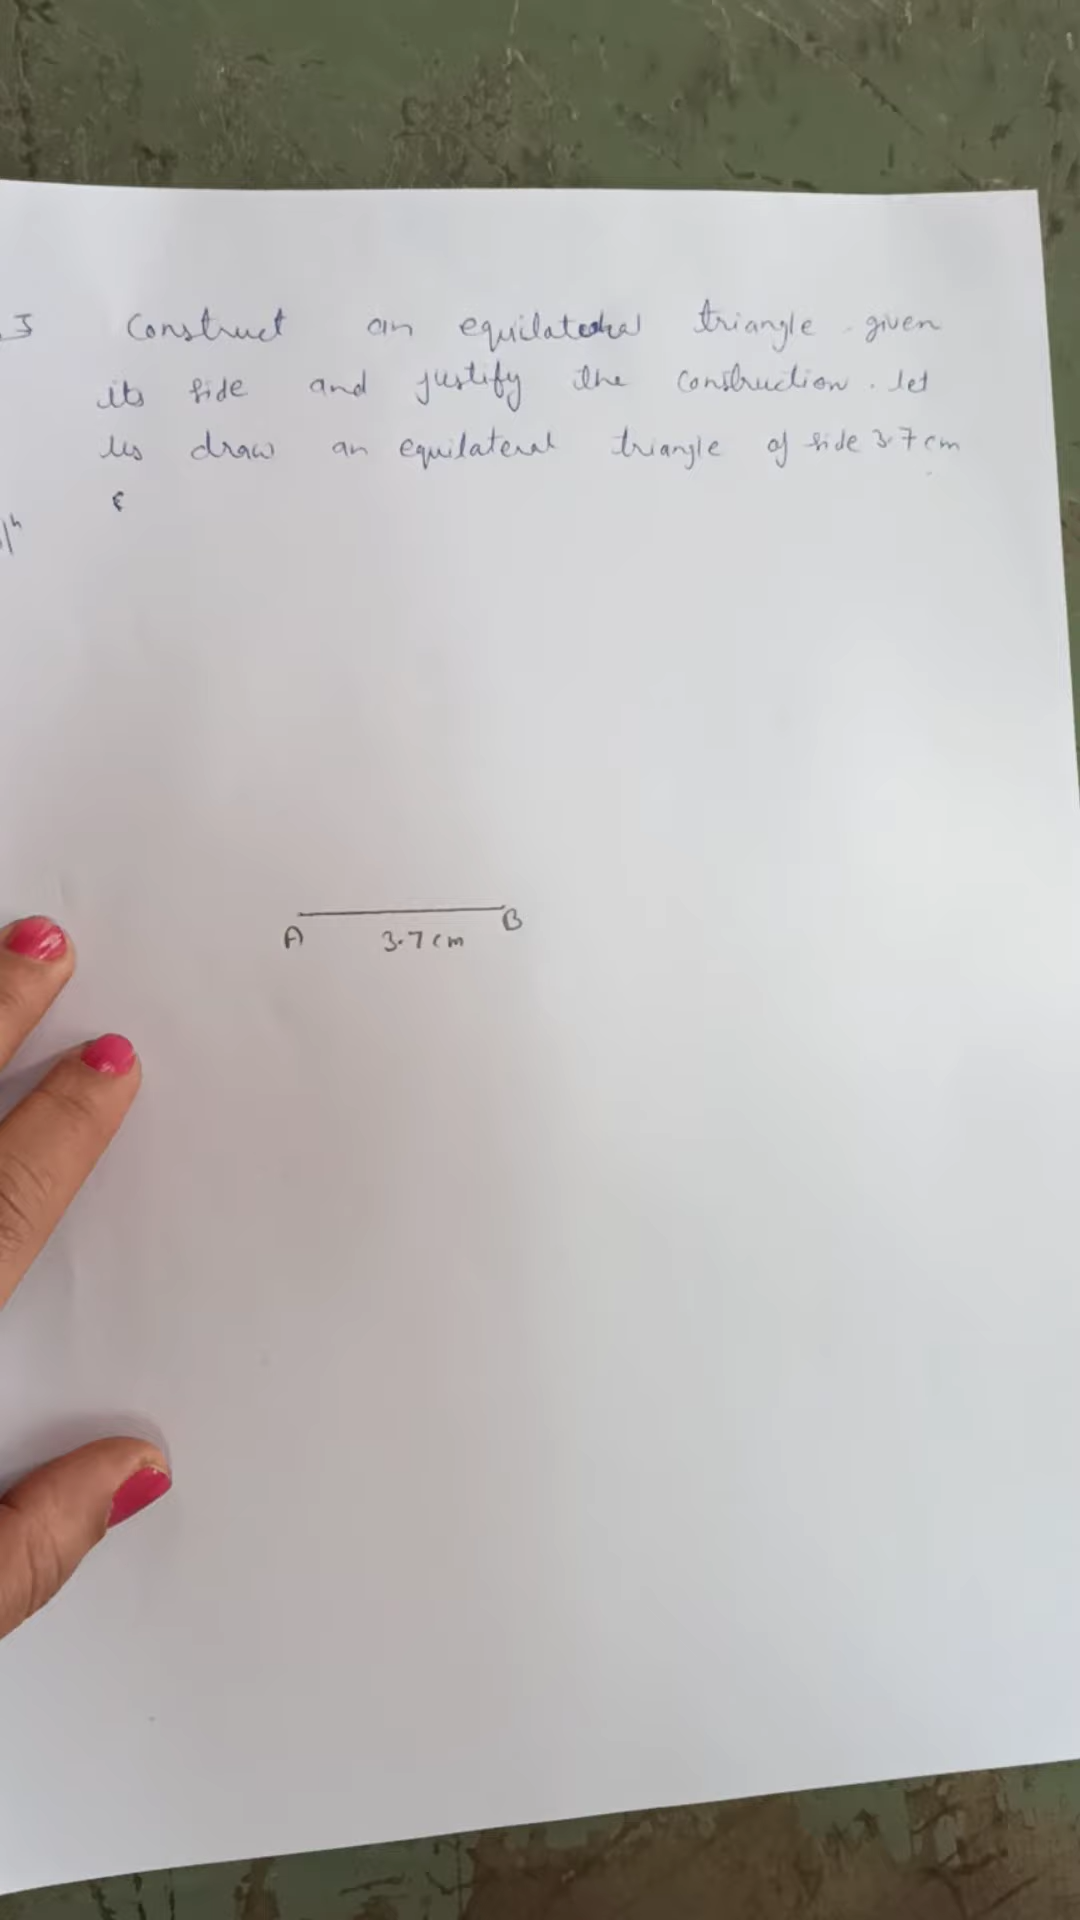 Construct an equilateral triangle given
its side and justify the construction. let
us draw an equilateral triangle of side 3.7 cm
A 3.7 cm B